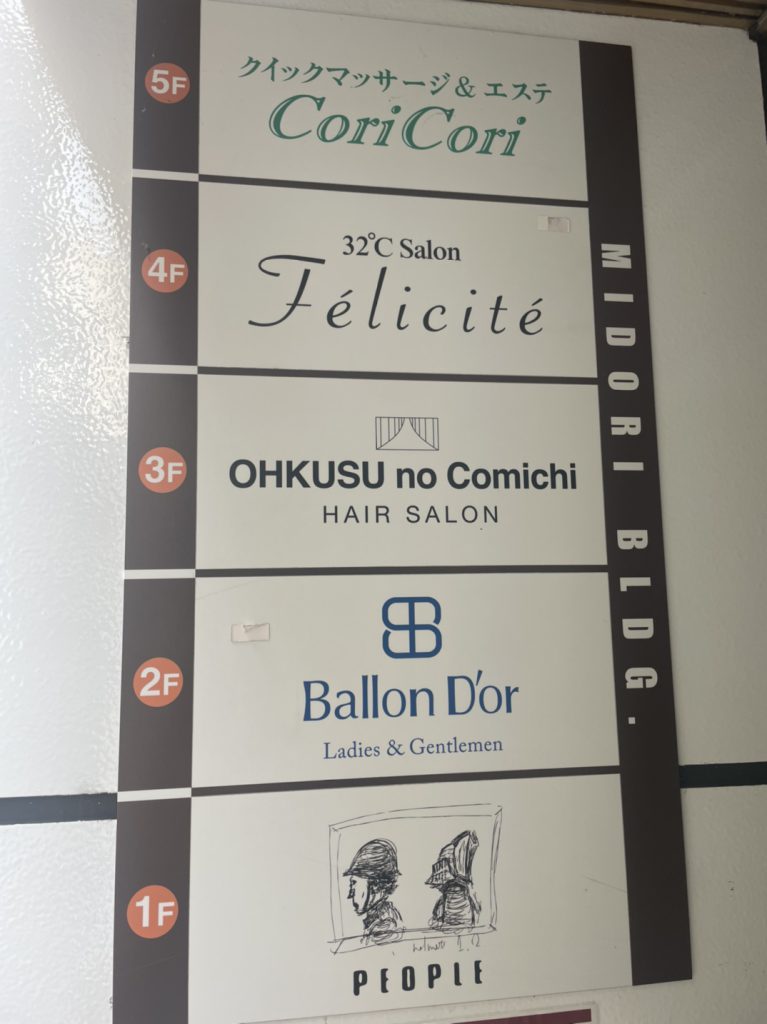 5F
クイックマッサージ & エステ
CoriCori
4F
32℃ Salon
Félicité
3F
OHKUSU no Comichi
HAIR SALON
2F
Ballon D'or
Ladies & Gentlemen
1F
PEOPLE
MIDORI BLDG.